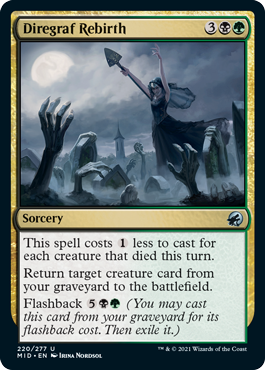 Diregraf Rebirth 3
Sorcery
This spell costs 1 less to cast for
each creature that died this turn.
Return target creature card from
your graveyard to the battlefield.
Flashback 5 (You may cast
this card from your graveyard for its
flashback cost. Then exile it.)
220/277 U
MID • EN Irina Nordsol
™ & © 2021 Wizards of the Coast